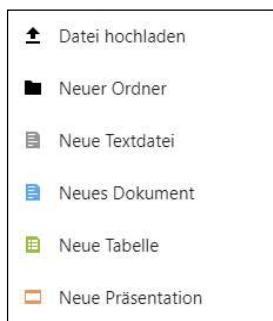 Datei hochladen
Neuer Ordner
Neue Textdatei
Neues Dokument
Neue Tabelle
Neue Präsentation